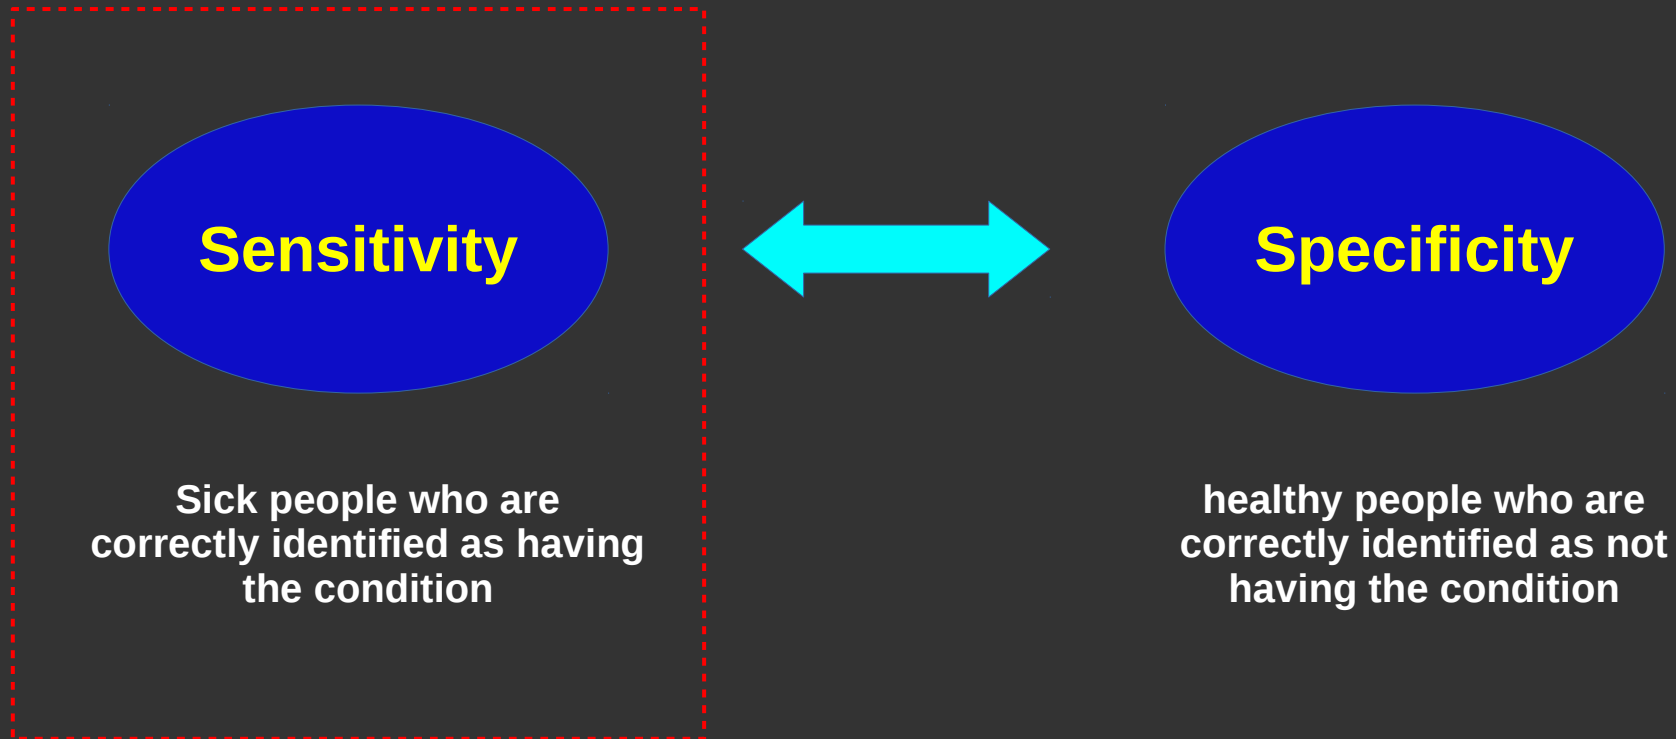 Sensitivity
Specificity
Sick people who are
correctly identified as having
the condition
healthy people who are
correctly identified as not
having the condition